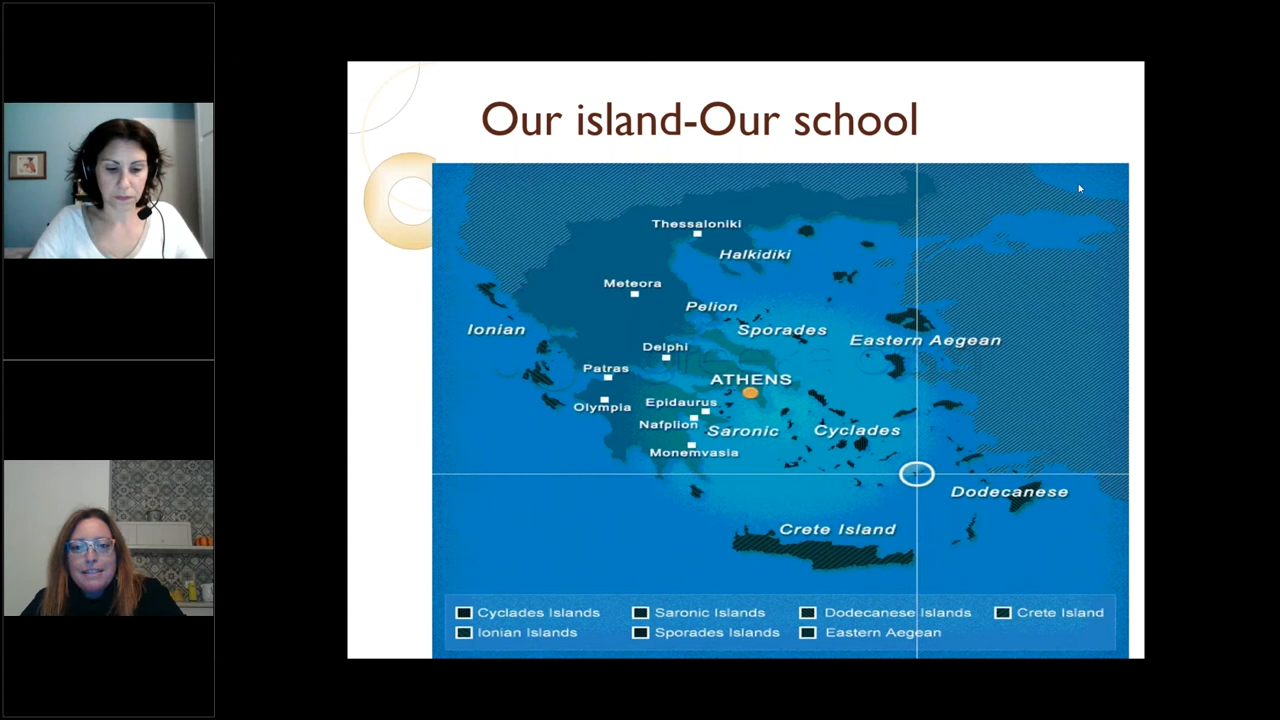 Our island-Our school
Thessaloniki
Halkidiki
Meteora
Pelion
Ionian
Sporades
Eastern Aegean
Delphi
Patras
ATHENS
Olympia
Epidaurus
Nafplion
Saronic
Cyclades
Monemvasia
Dodecanese
Crete Island
Cyclades Islands
Saronic Islands
Dodecanese Islands
Crete Island
Ionian Islands
Sporades Islands
Eastern Aegean